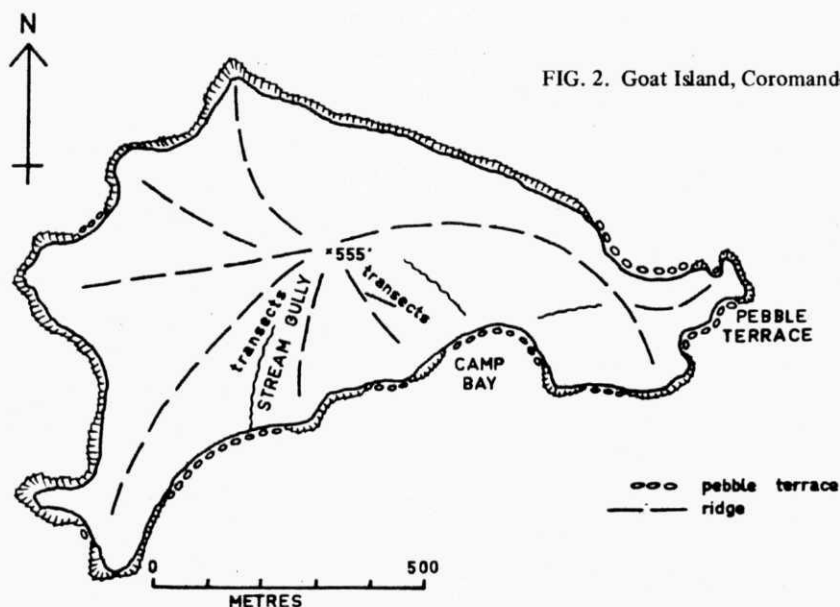 N
FIG. 2. Goat Island, Coromand
×555'
transects
transects
STREAM GULLY
CAMP
BAY
PEBBLE
TERRACE
pebble terrace
ridge
0 500
METRES